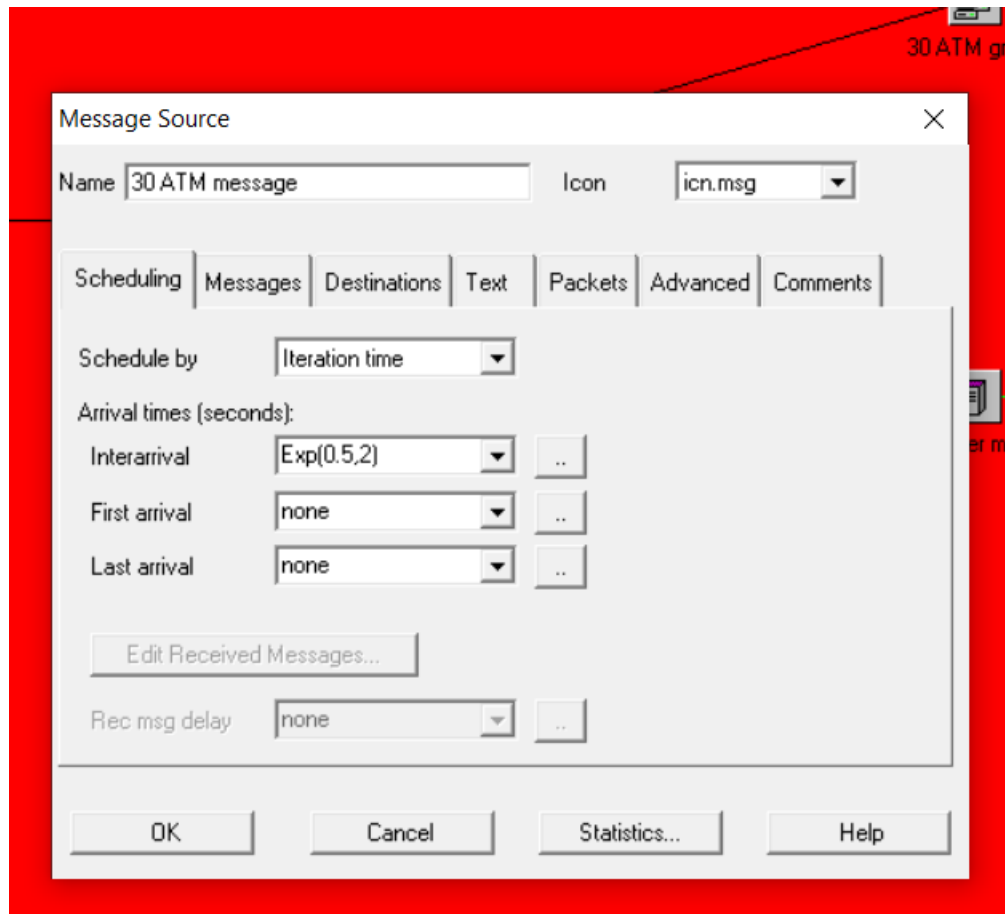 30 ATM gr
Message Source
Name 30 ATM message Icon icn.msg
Scheduling Messages Destinations Text Packets Advanced Comments
Schedule by Iteration time
Arrival times (seconds):
Interarrival Exp(0.5,2) ..
First arrival none ..
Last arrival none ..
er m
Edit Received Messages...
Rec msg delay none ..
OK Cancel Statistics... Help